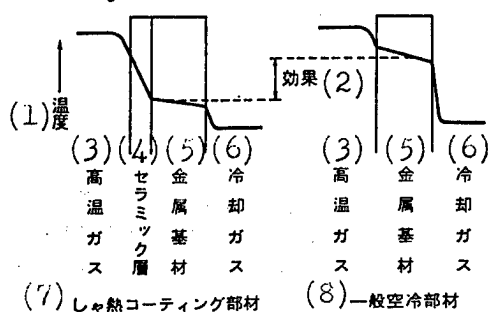 (1) 温度
効果 (2)
(3) 高温ガス
(4) セラミック層
(5) 金属基材
(6) 冷却ガス
(3) 高温ガス
(5) 金属基材
(6) 冷却ガス
(7) しゃ熱コーティング部材
(8) 一般空冷部材